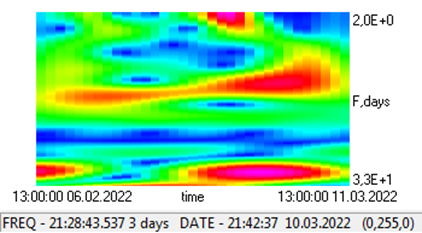 2,0E+0
F,days
3,3E+1
13:00:00 06.02.2022 time 13:00:00 11.03.2022
FREQ - 21:28:43.537 3 days DATE - 21:42:37 10.03.2022 (0,255,0)